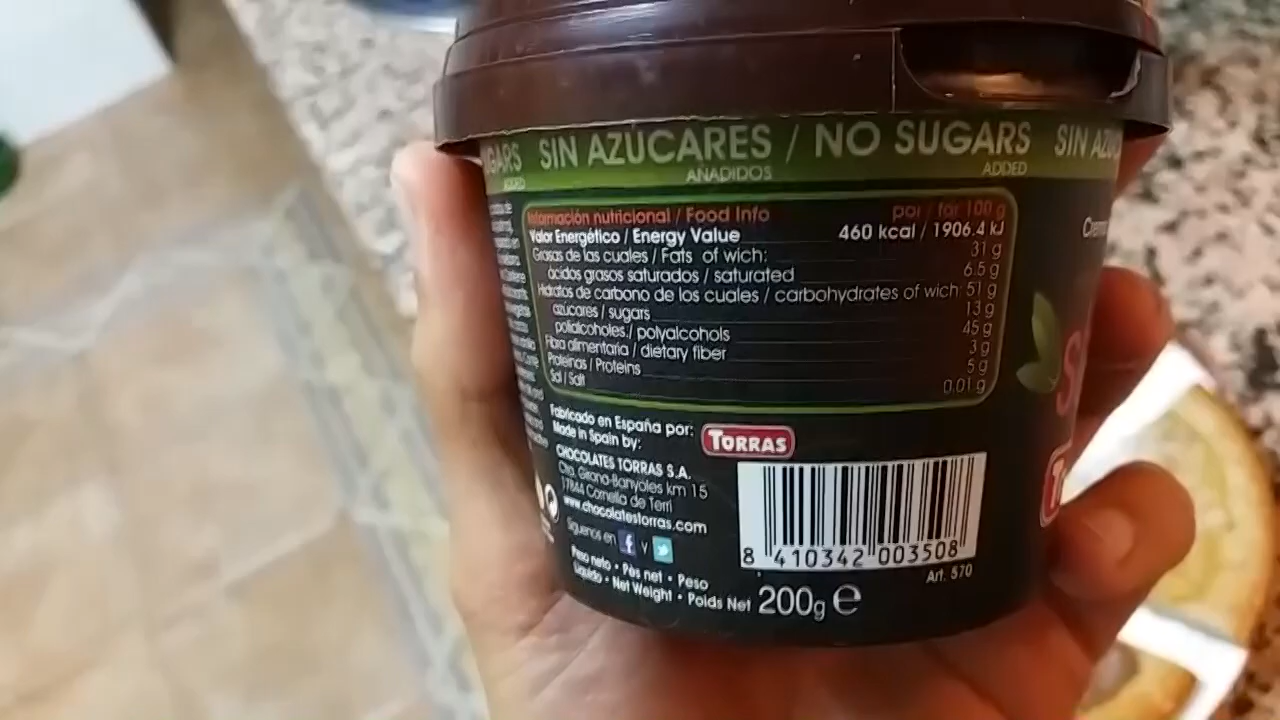 SIN AZÚCARES / NO SUGARS SIN
AÑADIDOS ADDED
Información nutricional / Food Info por / for 100 g
Valor Energético / Energy Value 460 kcal / 1906.4 kJ
Grasas de las cuales / Fats of wich: 31 g
ácidos grasos saturados / saturated 6.5 g
Hidratos de carbono de los cuales / carbohydrates of wich: 51 g
azúcares / sugars 13 g
polialcoholes./ polyalcohols 45 g
Fibra alimentaria / dietary fiber 3 g
Proteínas / Proteins 5 g
Sal / Salt 0.01 g
Fabricado en España por:
Made in Spain by:
TORRAS
CHOCOLATES TORRAS S.A.
Ctra. Girona-Banyoles km 15
17844 Cornellà de Terri
www.chocolatestorras.com
Síguenos en f y
8 410342 003508
Art. 570
Peso neto • Pes net • Peso
Líquido • Net Weight • Poids Net 200g e